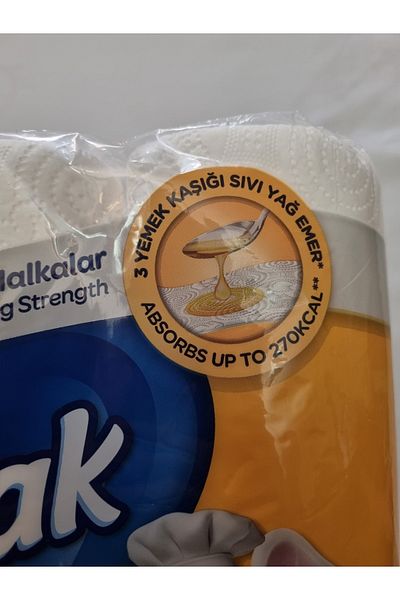 Halkalar
g Strength
3 YEMEK KAŞIĞI SIVI YAĞ EMER*
ABSORBS UP TO 270KCAL**
ak